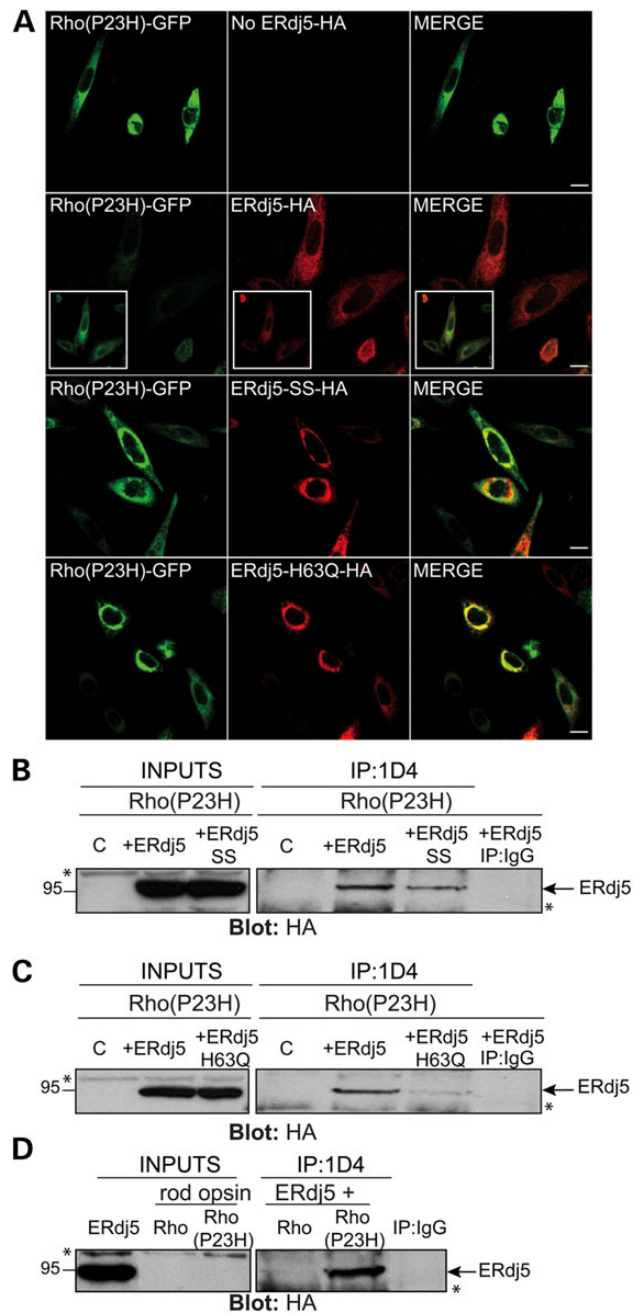 A
Rho(P23H)-GFP No ERdj5-HA MERGE
Rho(P23H)-GFP ERdj5-HA MERGE
Rho(P23H)-GFP ERdj5-SS-HA MERGE
Rho(P23H)-GFP ERdj5-H63Q-HA MERGE
B
INPUTS IP:1D4
Rho(P23H) Rho(P23H)
C +ERdj5 +ERdj5 SS C +ERdj5 +ERdj5 SS +ERdj5 IP:IgG
*
95 ERdj5
*
Blot: HA
C
INPUTS IP:1D4
Rho(P23H) Rho(P23H)
C +ERdj5 +ERdj5 H63Q C +ERdj5 +ERdj5 H63Q +ERdj5 IP:IgG
*
95 ERdj5
*
Blot: HA
D
INPUTS IP:1D4
rod opsin ERdj5 +
ERdj5 Rho Rho (P23H) Rho Rho (P23H) IP:IgG
*
95 ERdj5
*
Blot: HA